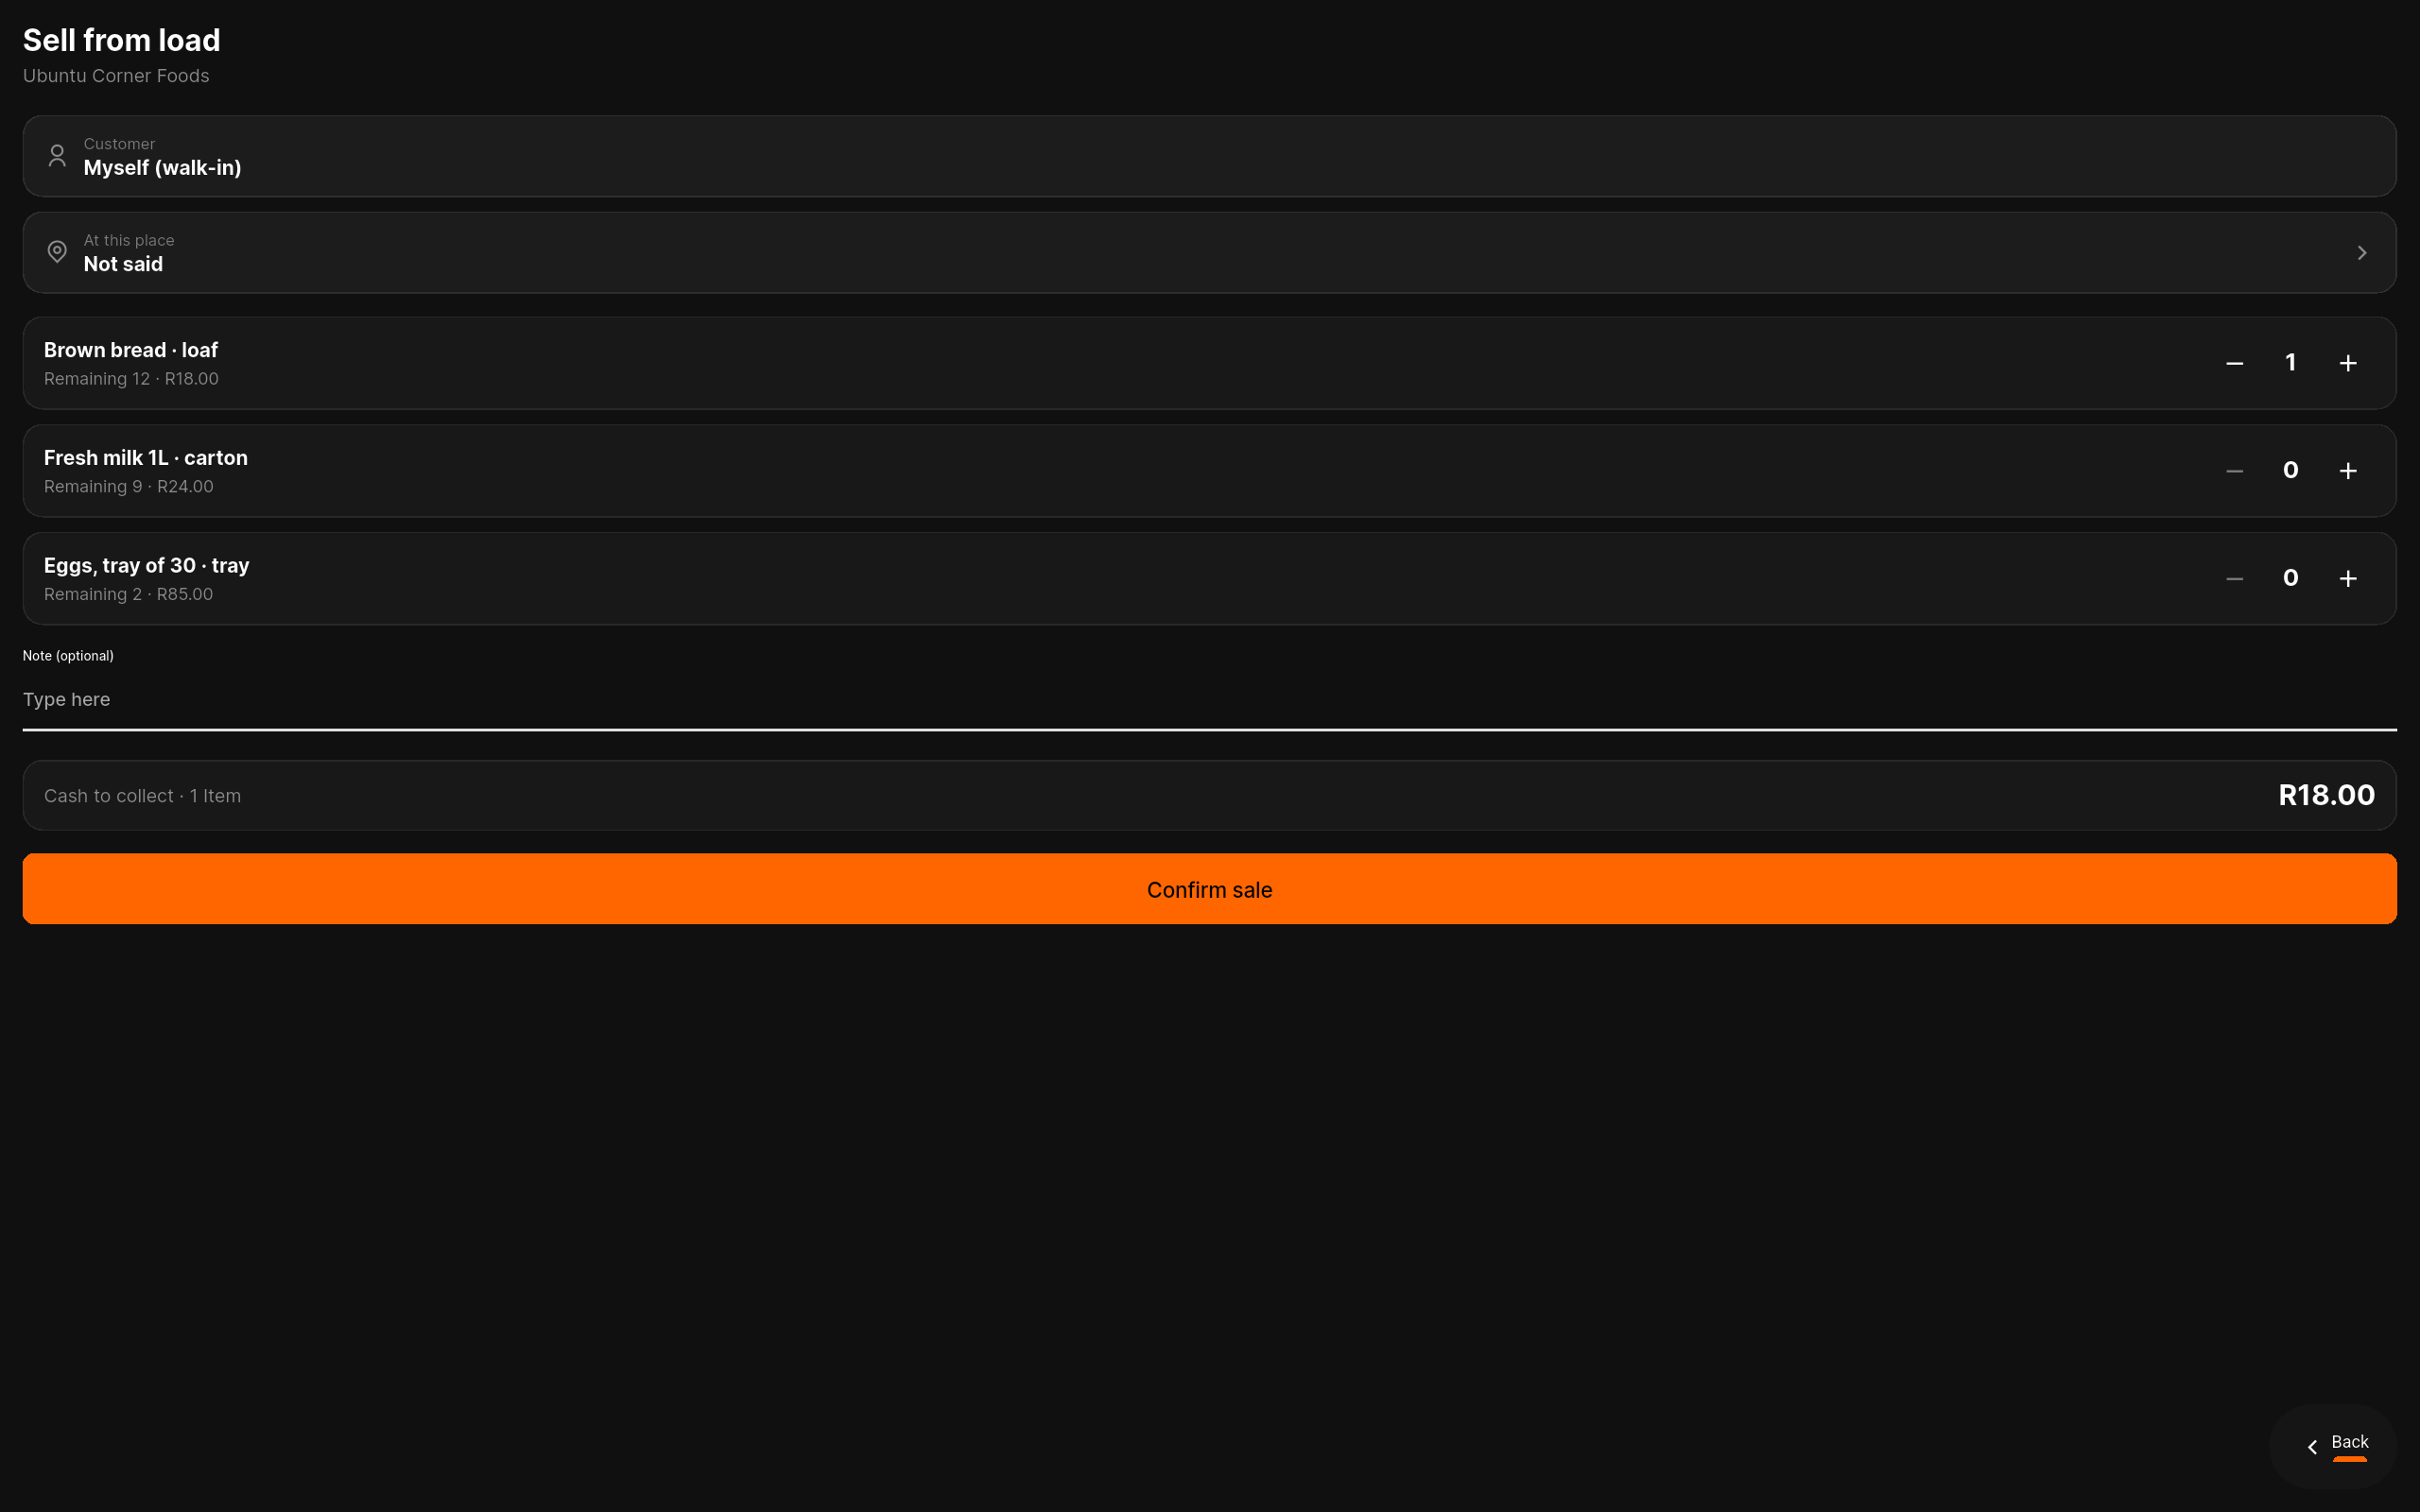 Sell from load
Ubuntu Corner Foods
Customer
Myself (walk-in)
At this place
Not said
Brown bread · loaf
Remaining 12 · R18.00
1
Fresh milk 1L · carton
Remaining 9 · R24.00
0
Eggs, tray of 30 · tray
Remaining 2 · R85.00
0
Note (optional)
Type here
Cash to collect · 1 Item
R18.00
Confirm sale
Back